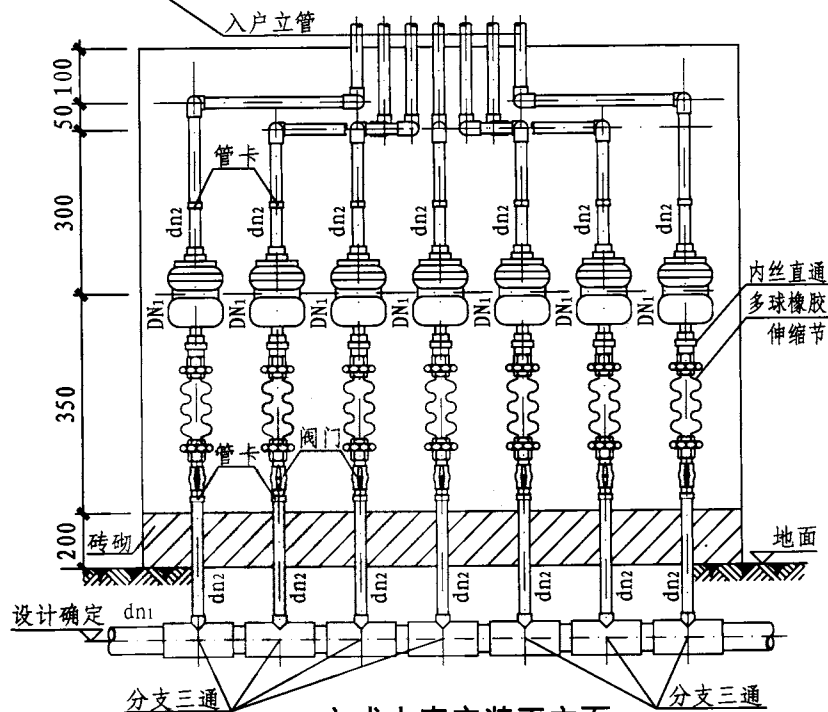 入户立管
100
50
300
350
200
管卡
dn2
dn2
dn2
dn2
dn2
dn2
dn2
DN1
DN1
DN1
DN1
DN1
DN1
DN1
内丝直通
多球橡胶
伸缩节
管卡
阀门
砖砌
地面
dn2
dn2
dn2
dn2
dn2
dn2
dn2
设计确定 dn1
分支三通
分支三通